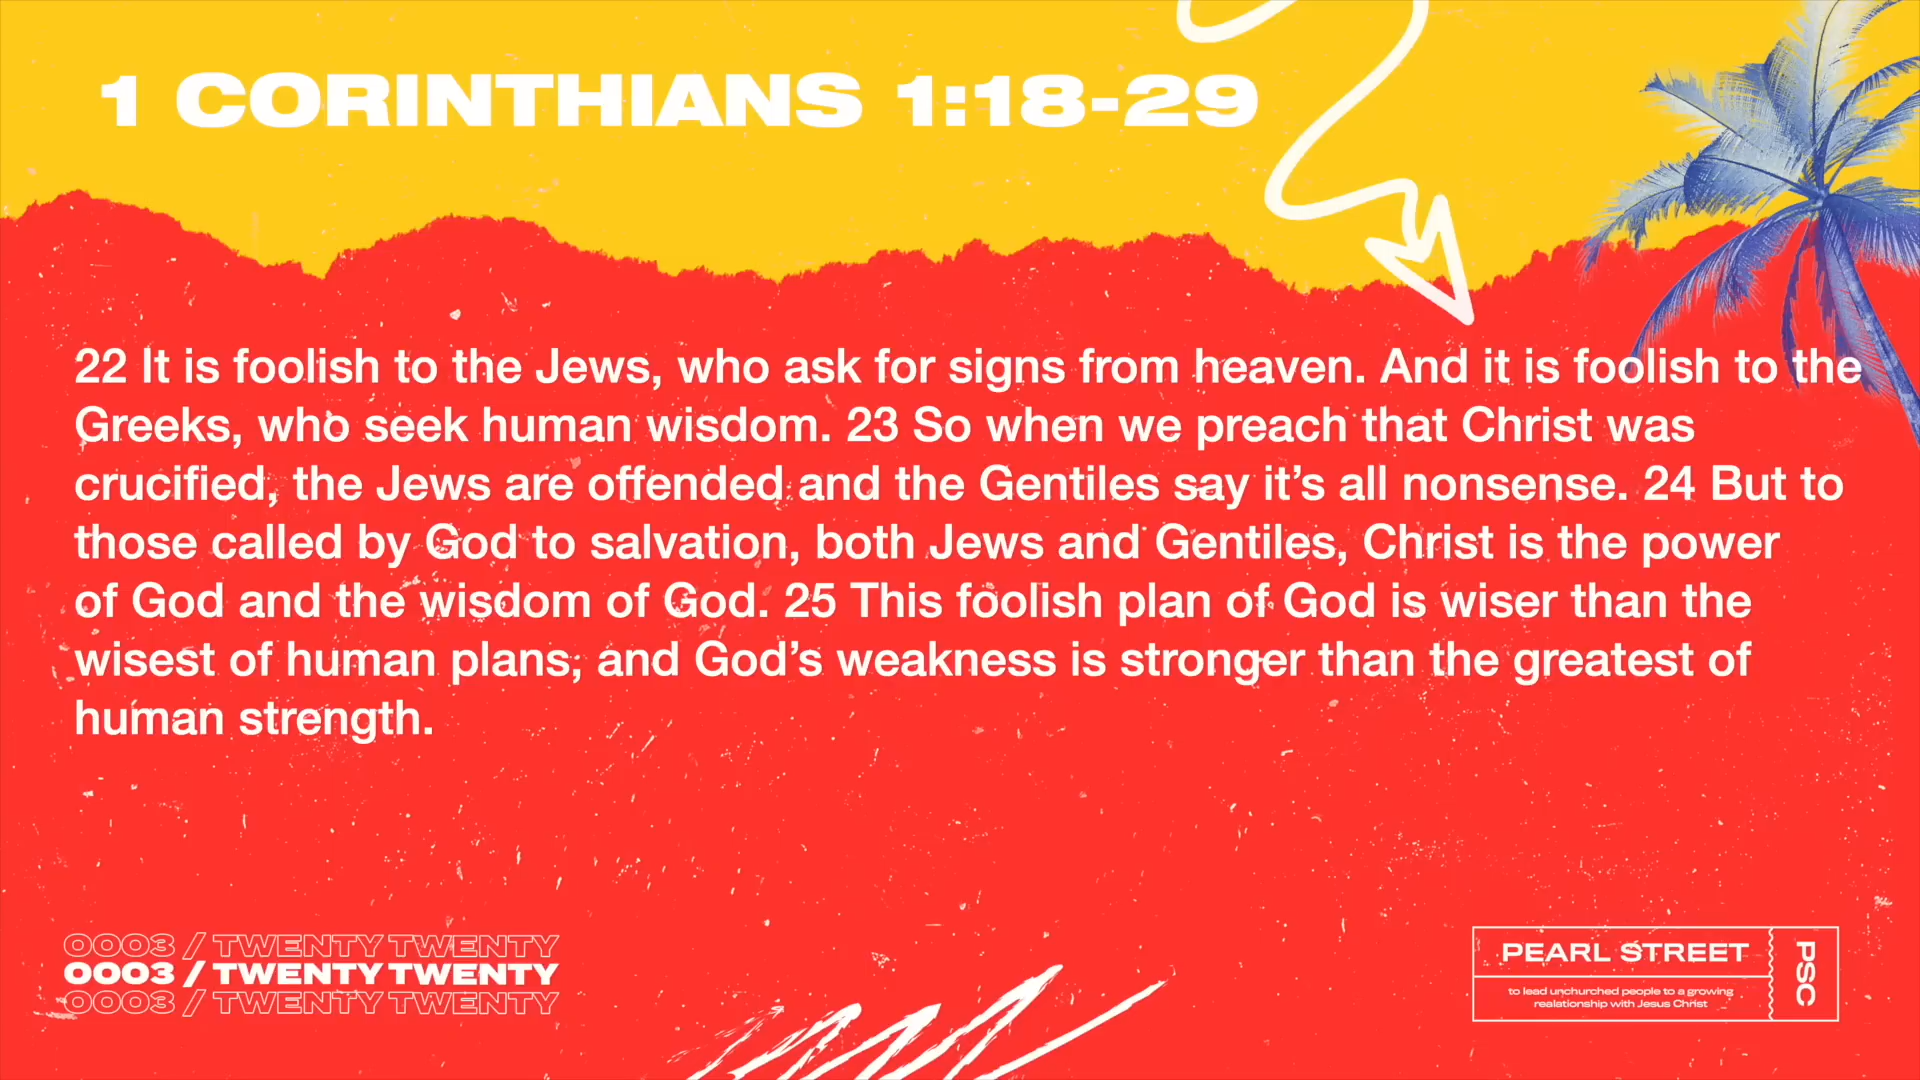 1 CORINTHIANS 1:18-29
22 It is foolish to the Jews, who ask for signs from heaven. And it is foolish to the
Greeks, who seek human wisdom. 23 So when we preach that Christ was
crucified, the Jews are offended and the Gentiles say it’s all nonsense. 24 But to
those called by God to salvation, both Jews and Gentiles, Christ is the power
of God and the wisdom of God. 25 This foolish plan of God is wiser than the
wisest of human plans, and God’s weakness is stronger than the greatest of
human strength.
0003 / TWENTY TWENTY
0003 / TWENTY TWENTY
0003 / TWENTY TWENTY
PEARL STREET
to lead unchurched people to a growing
realationship with Jesus Christ
PSC